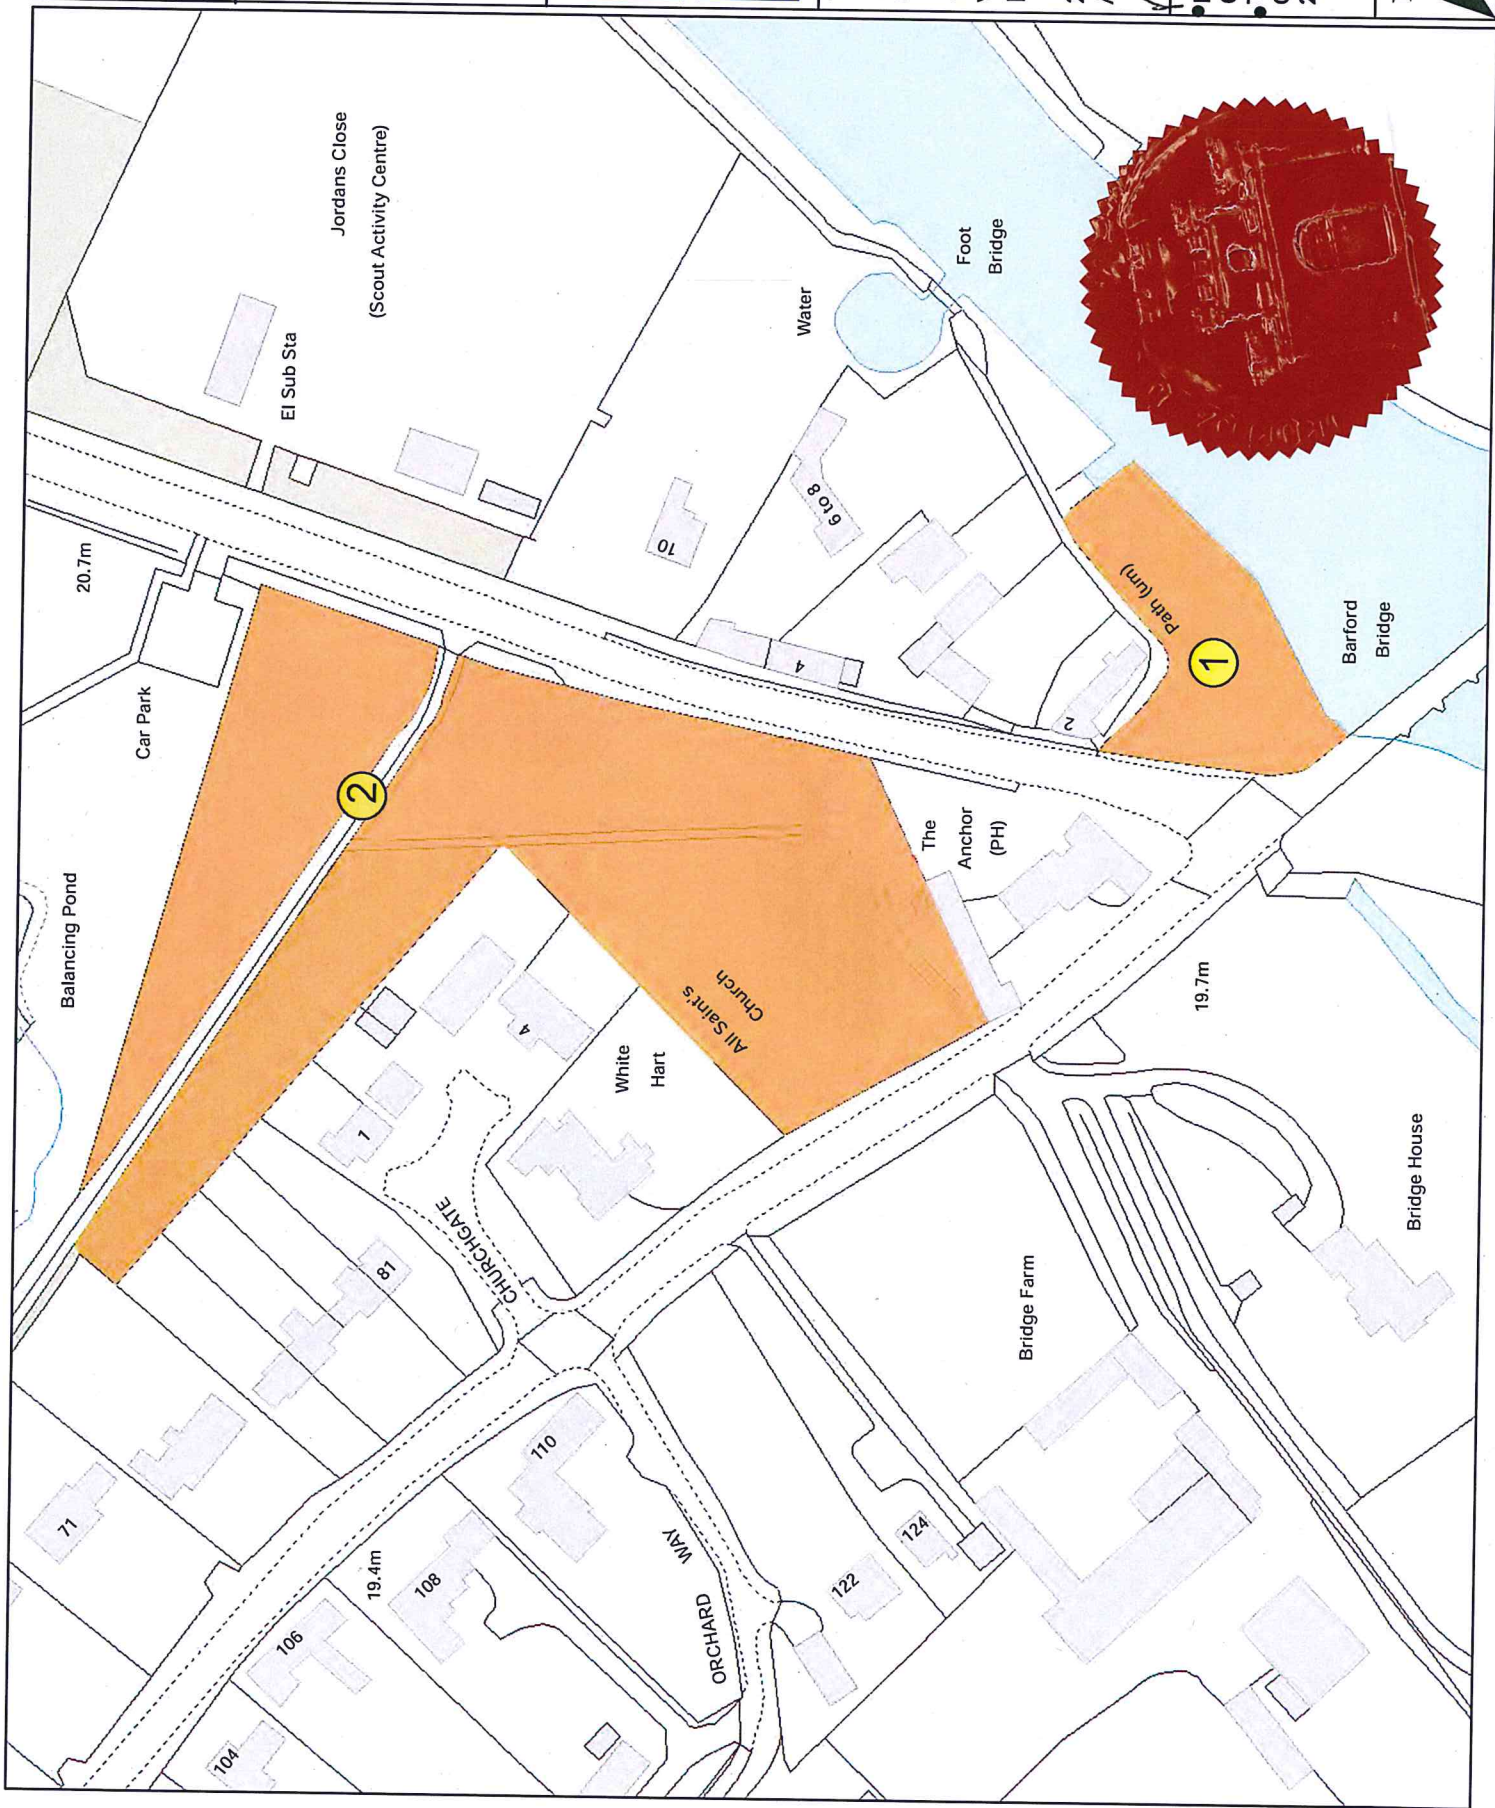 Jordans Close
(Scout Activity Centre)
El Sub Sta
20.7m
Car Park
Balancing Pond
Water
Foot
Bridge
10
6 to 8
4
2
Path (um)
1
Barford
Bridge
2
The
Anchor
(PH)
All Saint's
Church
White
Hart
4
1
CHURCHGATE
81
71
19.7m
Bridge House
Bridge Farm
110
108
19.4m
106
104
ORCHARD WAY
122
124